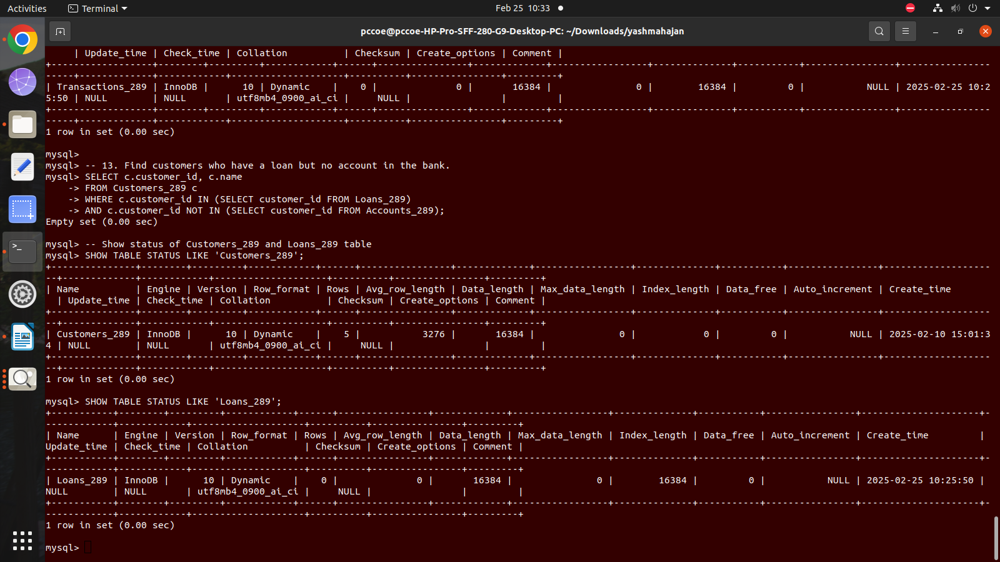 Activities Terminal Feb 25 10:33
pccoe@pccoe-HP-Pro-SFF-280-G9-Desktop-PC: ~/Downloads/yashmahajan
| Update_time | Check_time | Collation | Checksum | Create_options | Comment |
| Transactions_289 | InnoDB | 10 | Dynamic | 0 | 0 | 16384 | 0 | 16384 | 0 | NULL | 2025-02-25 10:2
5:50 | NULL | NULL | utf8mb4_0900_ai_ci | NULL | | |
1 row in set (0.00 sec)
mysql>
mysql> -- 13. Find customers who have a loan but no account in the bank.
mysql> SELECT c.customer_id, c.name
-> FROM Customers_289 c
-> WHERE c.customer_id IN (SELECT customer_id FROM Loans_289)
-> AND c.customer_id NOT IN (SELECT customer_id FROM Accounts_289);
Empty set (0.00 sec)
mysql> -- Show status of Customers_289 and Loans_289 table
mysql> SHOW TABLE STATUS LIKE 'Customers_289';
| Name | Engine | Version | Row_format | Rows | Avg_row_length | Data_length | Max_data_length | Index_length | Data_free | Auto_increment | Create_time
| Update_time | Check_time | Collation | Checksum | Create_options | Comment |
| Customers_289 | InnoDB | 10 | Dynamic | 5 | 3276 | 16384 | 0 | 0 | 0 | NULL | 2025-02-10 15:01:3
4 | NULL | NULL | utf8mb4_0900_ai_ci | NULL | | |
1 row in set (0.00 sec)
mysql> SHOW TABLE STATUS LIKE 'Loans_289';
| Name | Engine | Version | Row_format | Rows | Avg_row_length | Data_length | Max_data_length | Index_length | Data_free | Auto_increment | Create_time |
Update_time | Check_time | Collation | Checksum | Create_options | Comment |
| Loans_289 | InnoDB | 10 | Dynamic | 0 | 0 | 16384 | 0 | 16384 | 0 | NULL | 2025-02-25 10:25:50 |
NULL | NULL | utf8mb4_0900_ai_ci | NULL | | |
1 row in set (0.00 sec)
mysql>